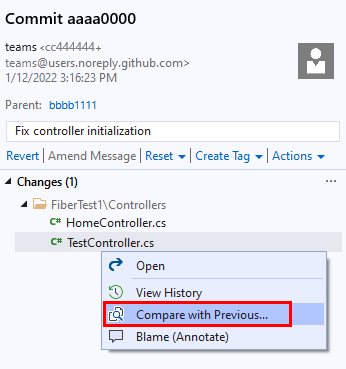 Commit aaaa0000
teams <cc444444+
teams@users.noreply.github.com>
1/12/2022 3:16:23 PM
Parent: bbbb1111
Fix controller initialization
Revert | Amend Message | Reset | Create Tag | Actions
Changes (1)
FiberTest1\Controllers
C# HomeController.cs
C# TestController.cs
Open
View History
Compare with Previous...
Blame (Annotate)